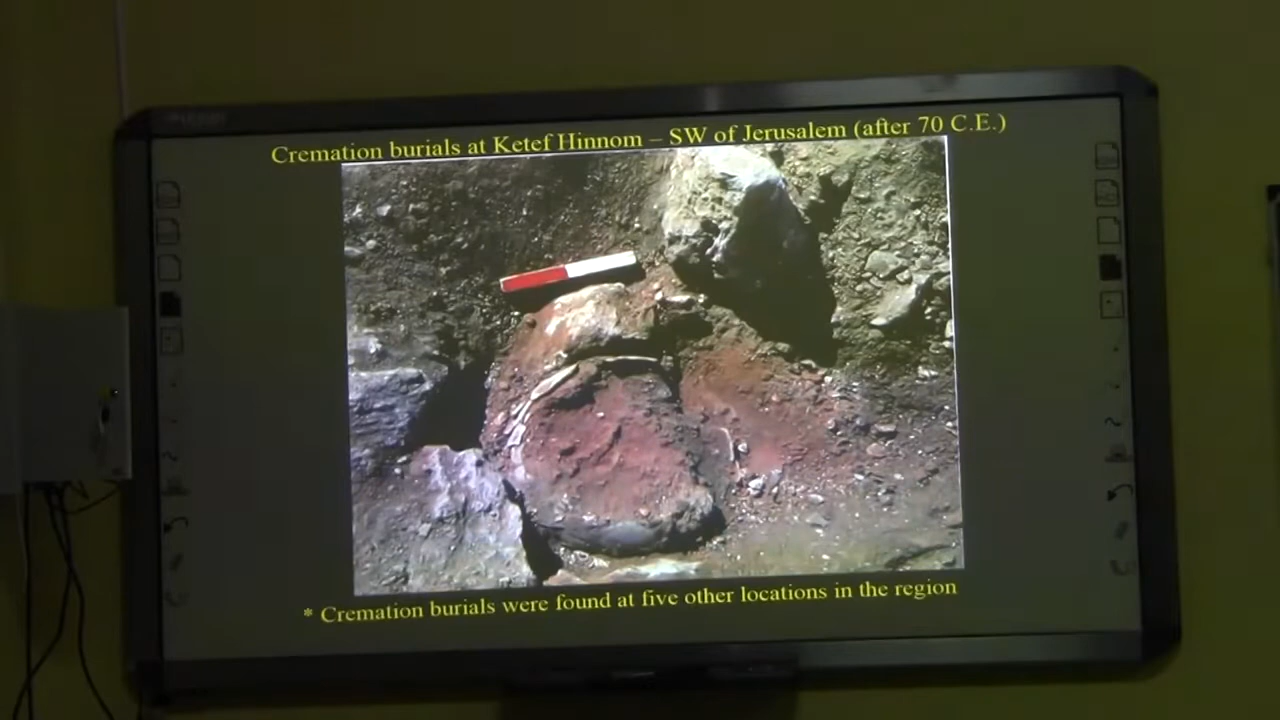 Cremation burials at Ketef Hinnom – SW of Jerusalem (after 70 C.E.)
* Cremation burials were found at five other locations in the region